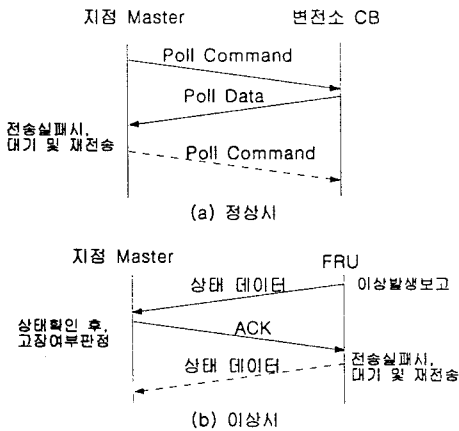 지점 Master 변전소 CB
Poll Command
Poll Data
전송실패시,
대기 및 재전송
Poll Command
(a) 정상시
지점 Master FRU
상태 데이터 이상발생보고
상태확인 후,
고장여부판정
ACK
상태 데이터
전송실패시,
대기 및 재전송
(b) 이상시